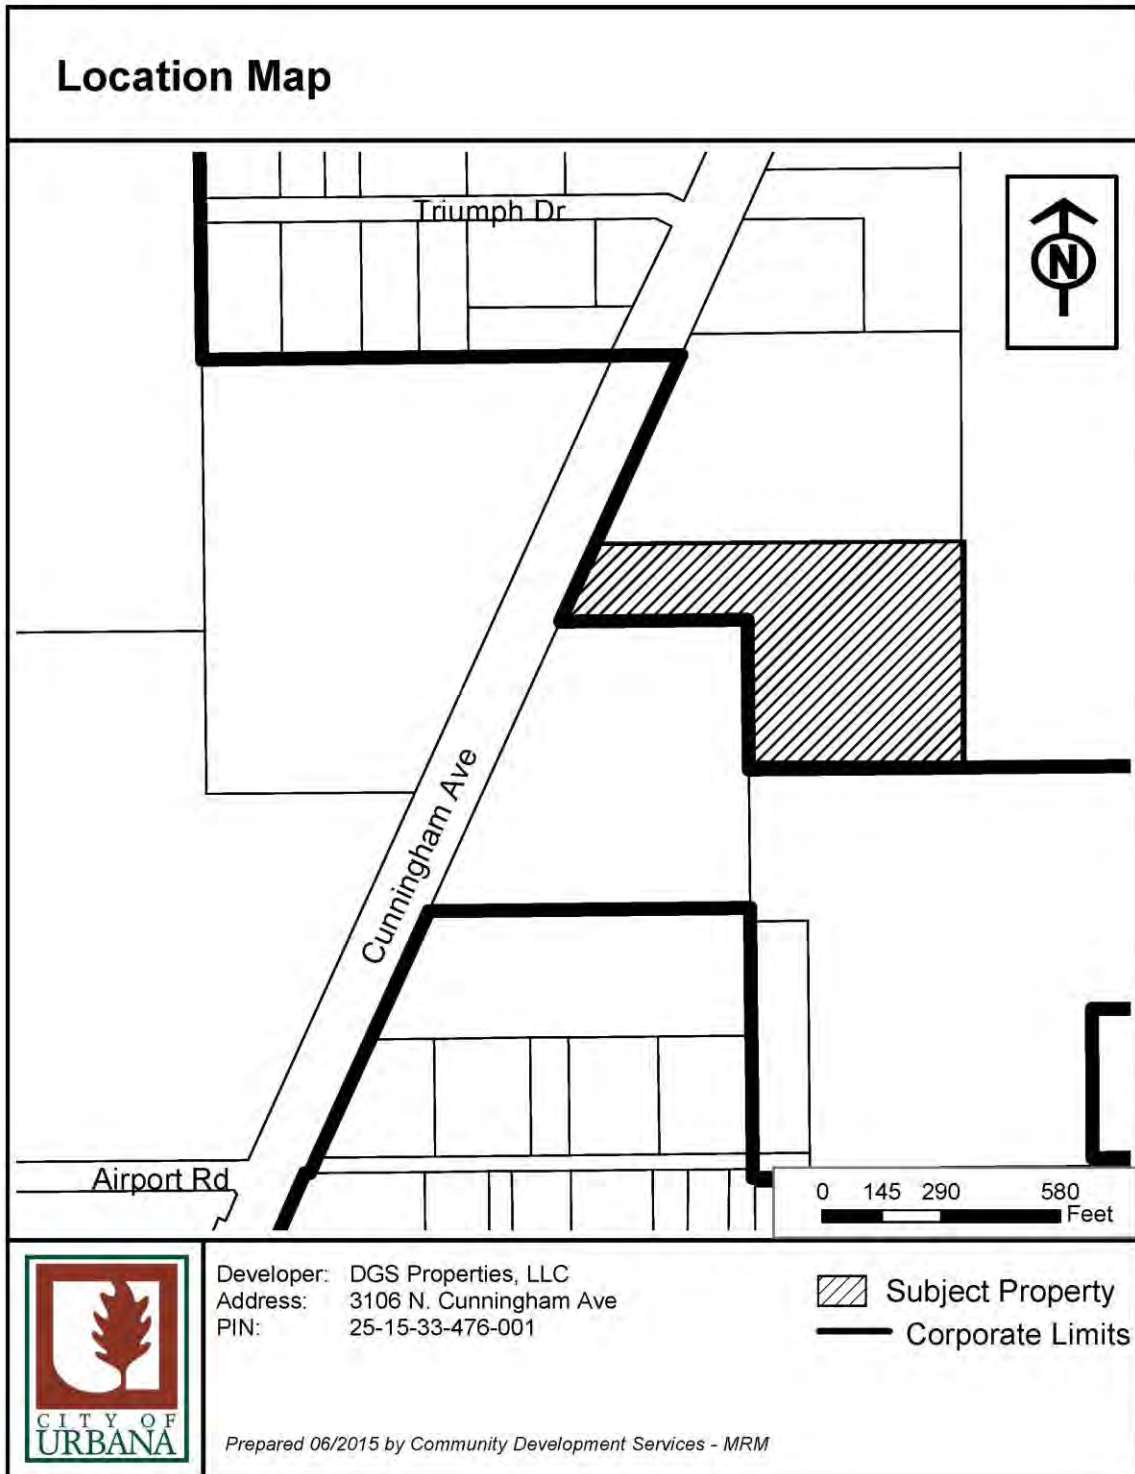 Location Map
Triumph Dr
N
Cunningham Ave
Airport Rd
0 145 290 580
Feet
CITY OF
URBANA
Developer: DGS Properties, LLC
Address: 3106 N. Cunningham Ave
PIN: 25-15-33-476-001
Prepared 06/2015 by Community Development Services - MRM
Subject Property
Corporate Limits